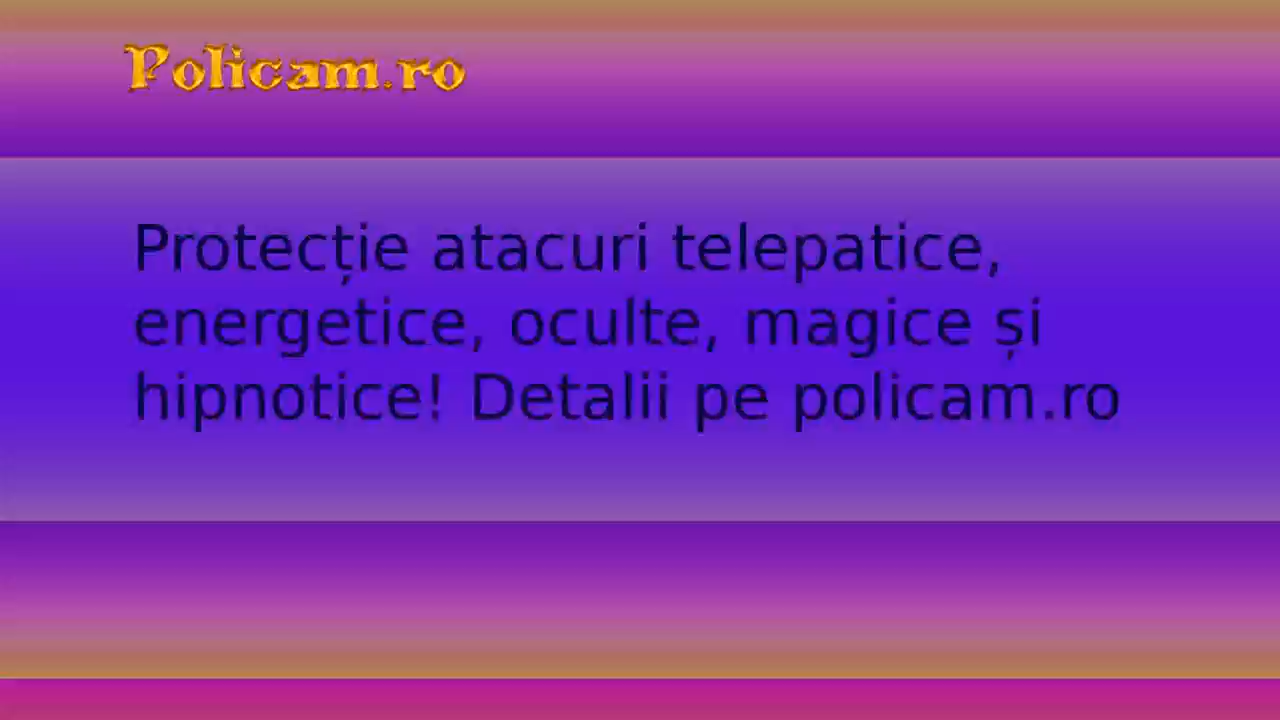 Policam.ro
Protecție atacuri telepatice,
energetice, oculte, magice și
hipnotice! Detalii pe policam.ro